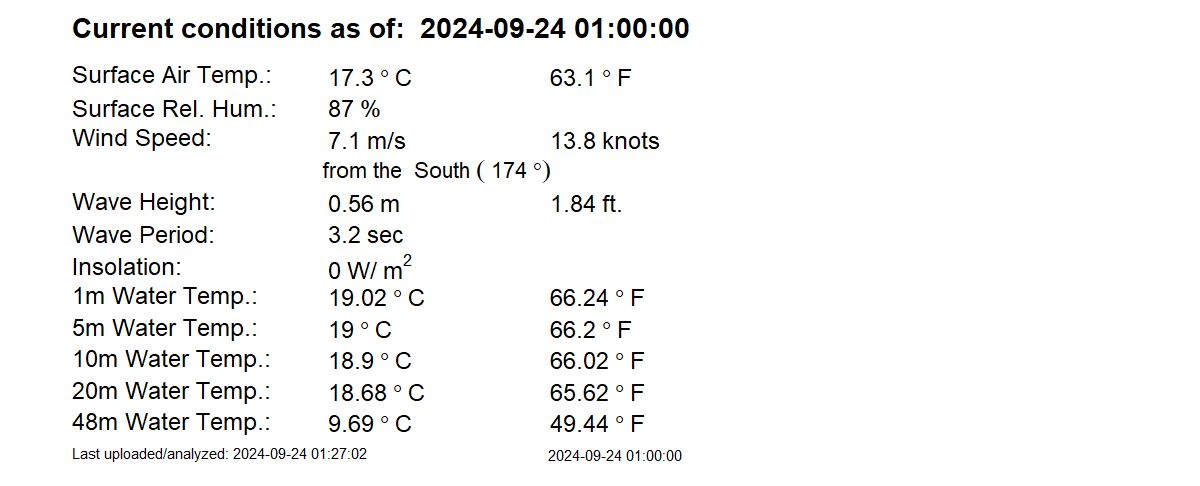 Current conditions as of: 2024-09-24 01:00:00
Surface Air Temp.: 17.3 ° C 63.1 ° F
Surface Rel. Hum.: 87 %
Wind Speed: 7.1 m/s 13.8 knots
from the South ( 174 °)
Wave Height: 0.56 m 1.84 ft.
Wave Period: 3.2 sec
Insolation: 0 W/ m²
1m Water Temp.: 19.02 ° C 66.24 ° F
5m Water Temp.: 19 ° C 66.2 ° F
10m Water Temp.: 18.9 ° C 66.02 ° F
20m Water Temp.: 18.68 ° C 65.62 ° F
48m Water Temp.: 9.69 ° C 49.44 ° F
Last uploaded/analyzed: 2024-09-24 01:27:02 2024-09-24 01:00:00